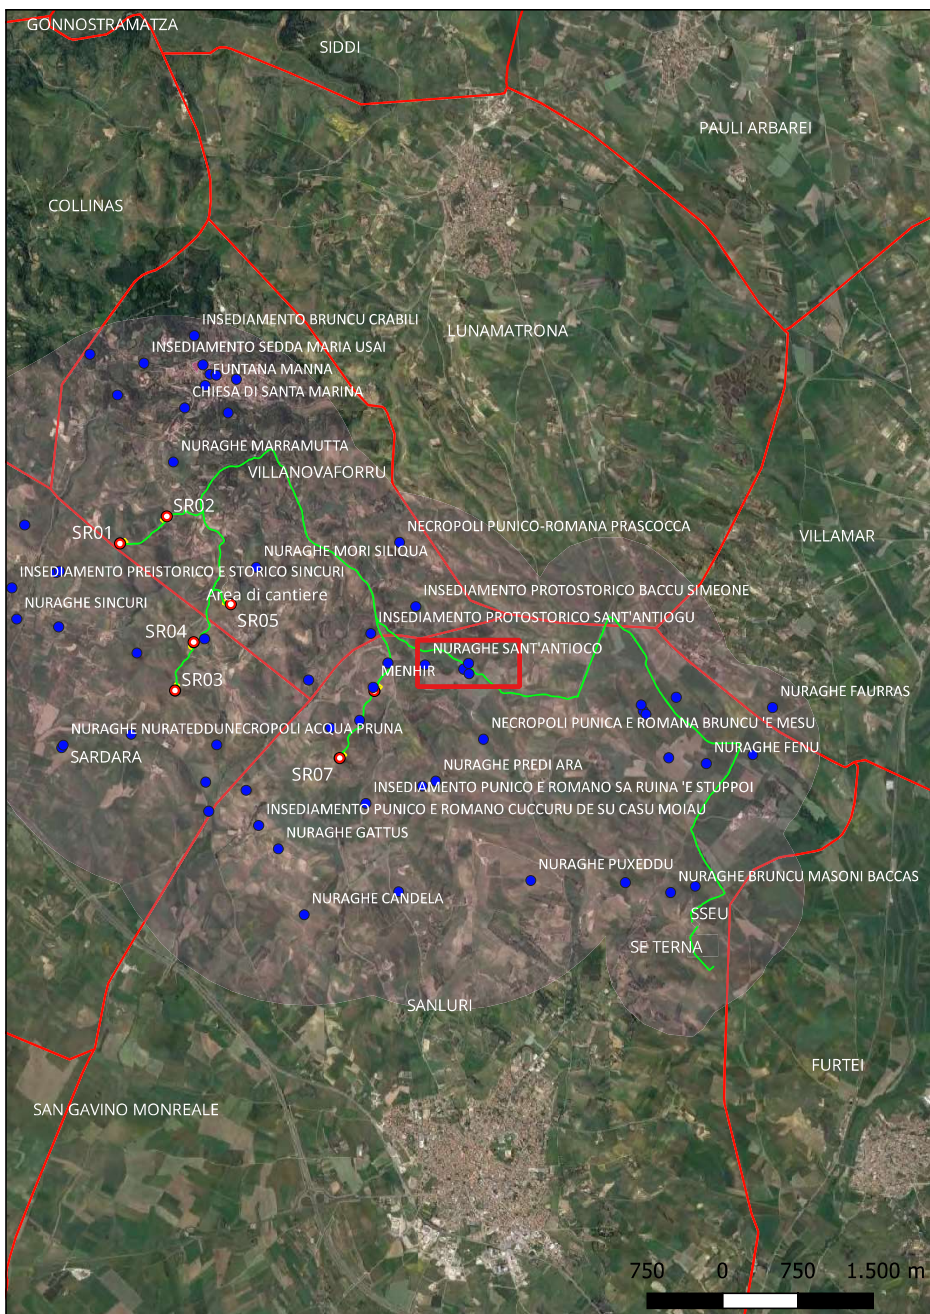 GONNOSTRAMATZA
SIDDI
PAULI ARBAREI
COLLINAS
INSEDIAMENTO BRUNCU CRABILI
LUNAMATRONA
INSEDIAMENTO SEDDA MARIA USAI
FUNTANA MANNA
CHIESA DI SANTA MARINA
NURAGHE MARRAMUTTA
VILLANOVAFORRU
SR02
SR01
NECROPOLI PUNICO-ROMANA PRASCOCCA
VILLAMAR
NURAGHE MORI SILIQUA
INSEDIAMENTO PREISTORICO E STORICO SINCURI
INSEDIAMENTO PROTOSTORICO BACCU SIMEONE
Area di cantiere
NURAGHE SINCURI
SR05
INSEDIAMENTO PROTOSTORICO SANT'ANTIOGU
SR04
NURAGHE SANT'ANTIOCO
MENHIR
SR03
NURAGHE FAURRAS
NECROPOLI PUNICA E ROMANA BRUNCU 'E MESU
NURAGHE NURATEDDUNECROPOLI ACQUA PRUNA
NURAGHE FENU
SARDARA
NURAGHE PREDI ARA
SR07
INSEDIAMENTO PUNICO E ROMANO SA RUINA 'E STUPPOI
INSEDIAMENTO PUNICO E ROMANO CUCCURU DE SU CASU MOIAU
NURAGHE GATTUS
NURAGHE PUXEDDU
NURAGHE BRUNCU MASONI BACCAS
NURAGHE CANDELA
SSEU
SE TERNA
SANLURI
FURTEI
SAN GAVINO MONREALE
750 0 750 1.500 m